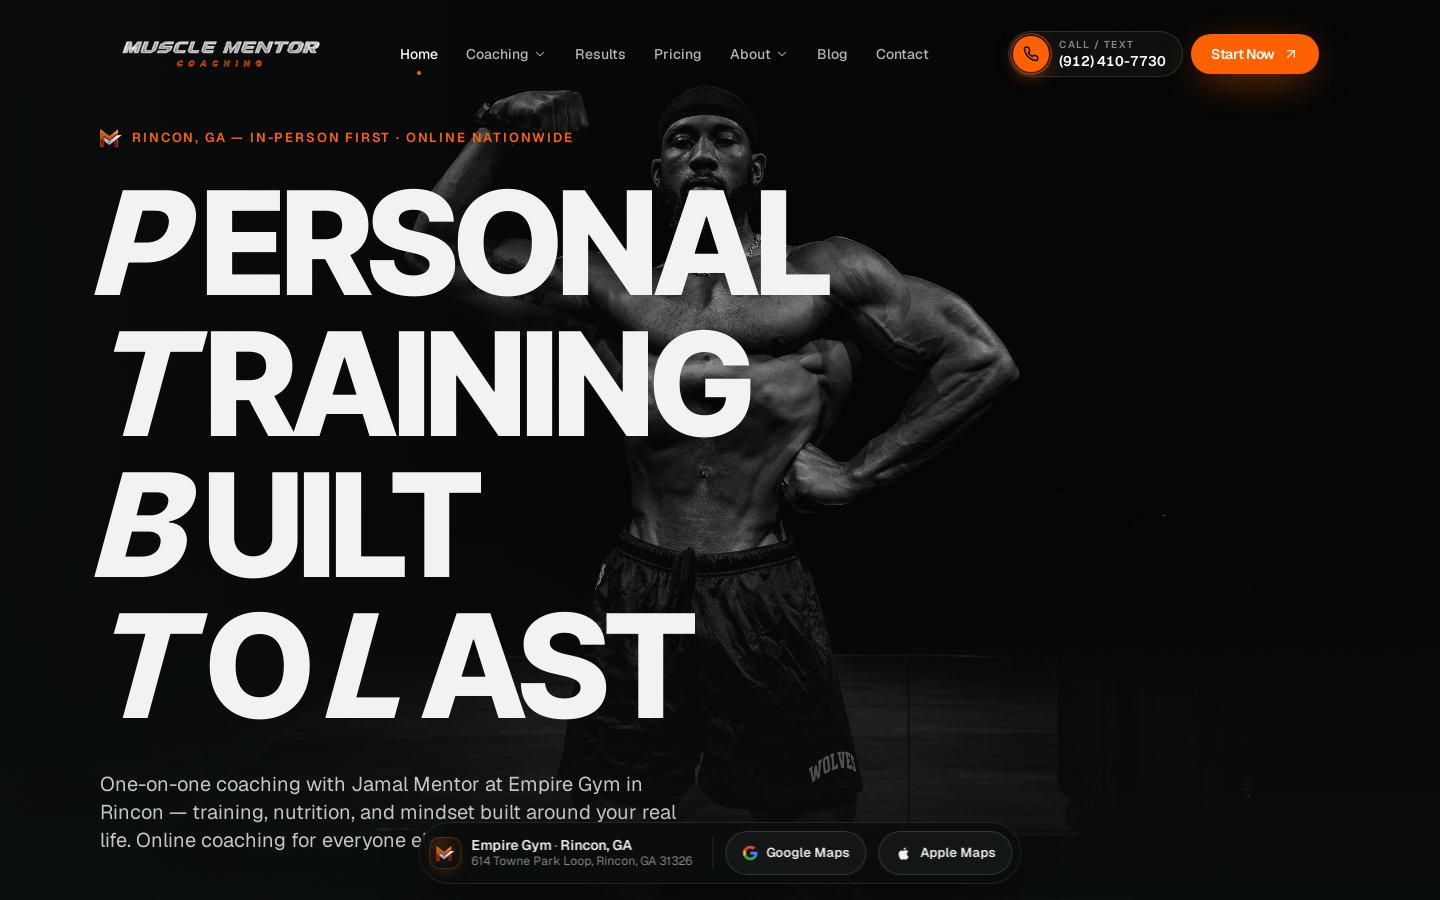 MUSCLE MENTOR
COACHING
Home
Coaching
Results
Pricing
About
Blog
Contact
CALL / TEXT
(912) 410-7730
Start Now
RINCON, GA — IN-PERSON FIRST · ONLINE NATIONWIDE
PERSONAL
TRAINING
BUILT
TO LAST
One-on-one coaching with Jamal Mentor at Empire Gym in
Rincon — training, nutrition, and mindset built around your real
life. Online coaching for everyone
WOLVES
Empire Gym · Rincon, GA
614 Towne Park Loop, Rincon, GA 31326
Google Maps
Apple Maps